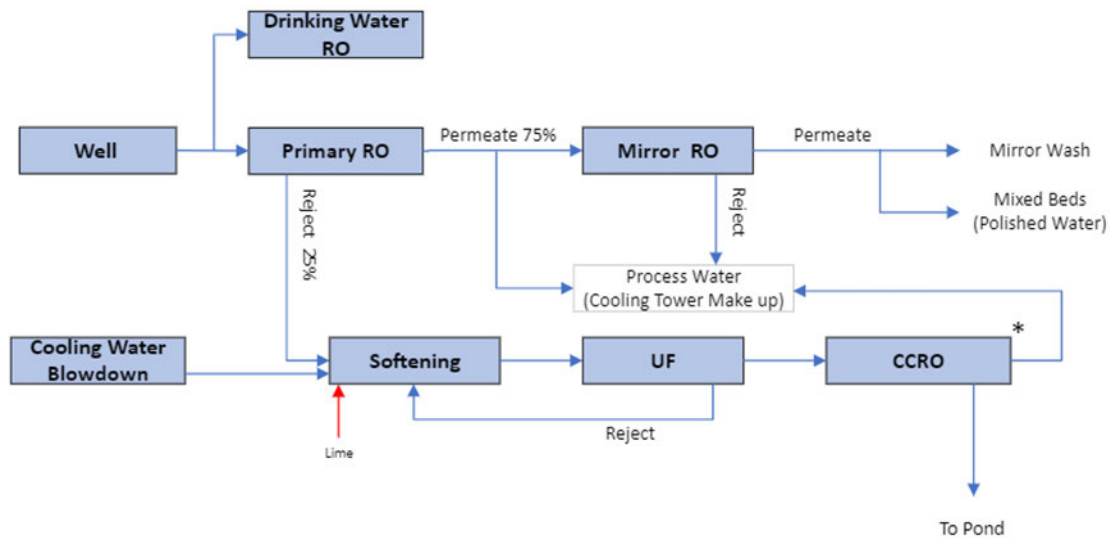 Drinking Water
RO
Well
Primary RO
Permeate 75%
Mirror RO
Permeate
Mirror Wash
Mixed Beds
(Polished Water)
Reject 25%
Reject
Process Water
(Cooling Tower Make up)
Cooling Water
Blowdown
Softening
UF
CCRO
*
Reject
Lime
To Pond